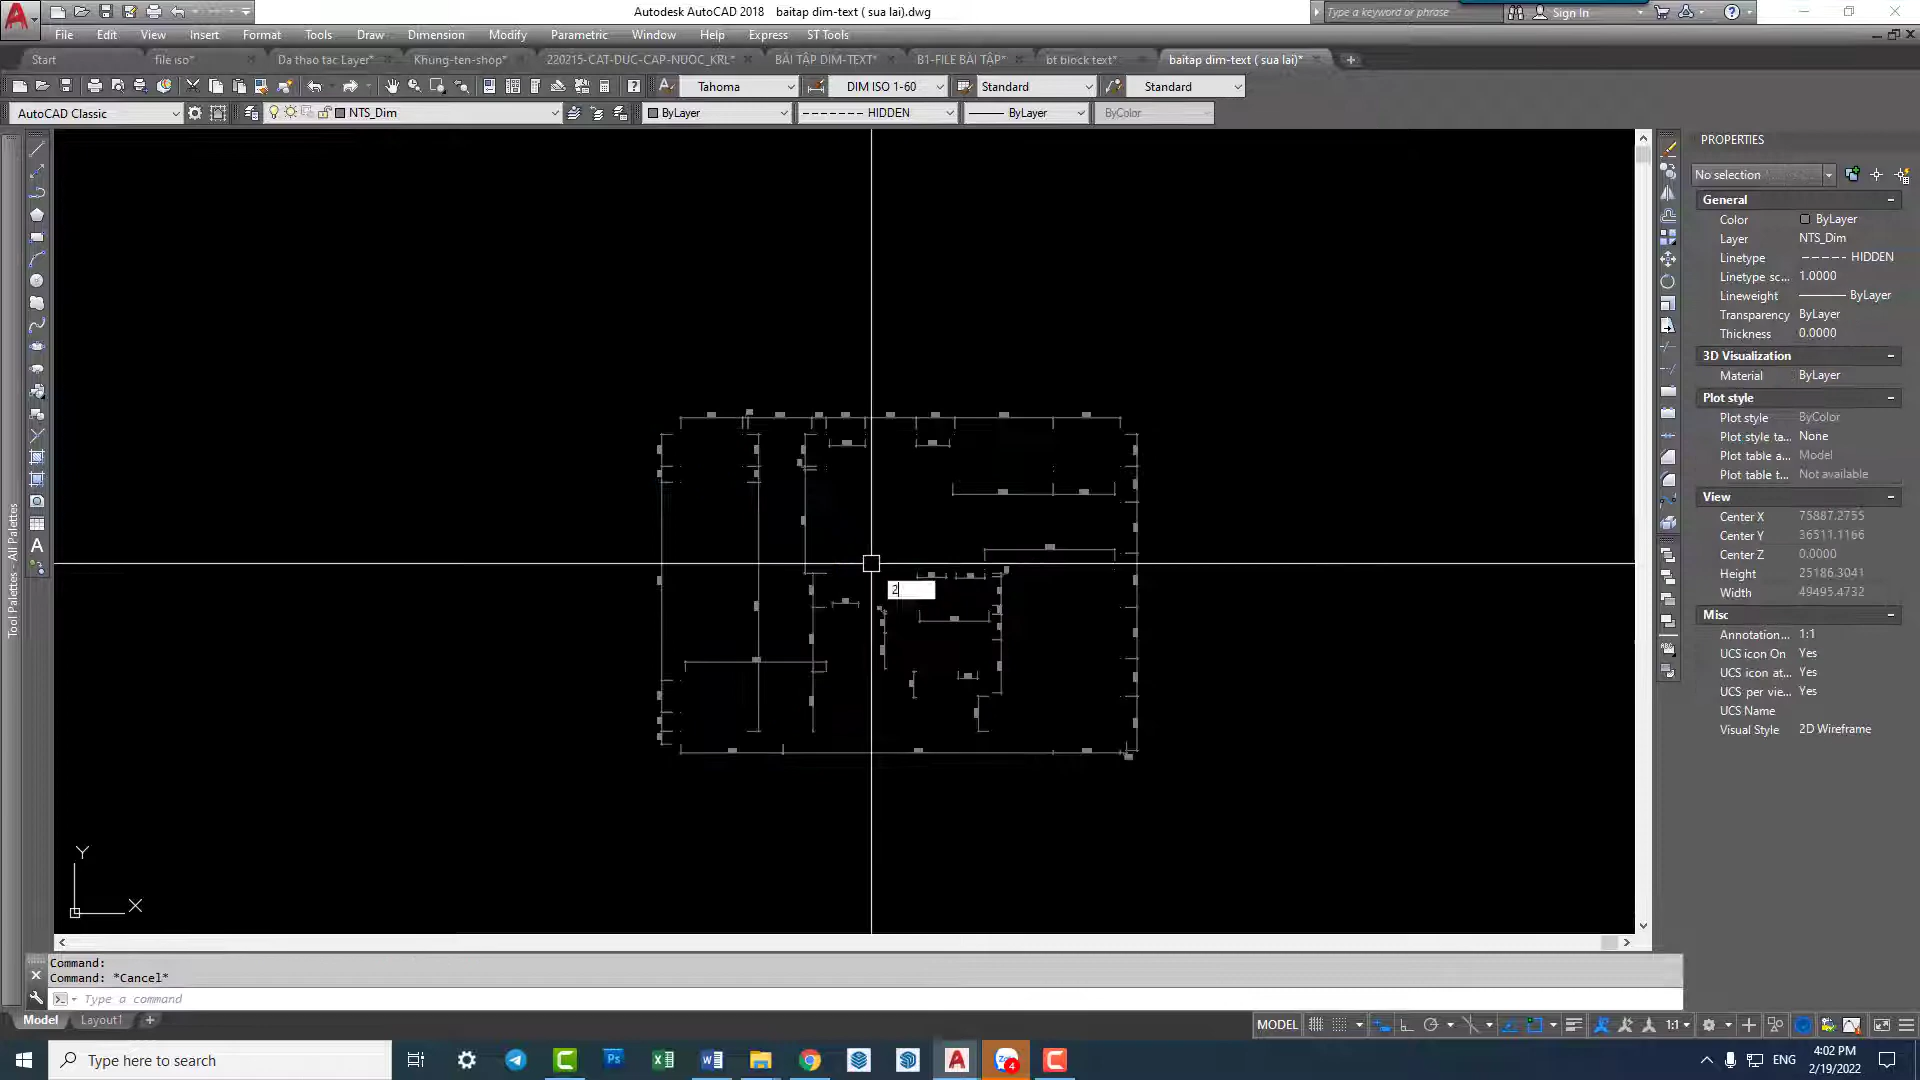 Autodesk AutoCAD 2018 baitap dim-text ( sua lai).dwg
Type a keyword or phrase
Sign In
File Edit View Insert Format Tools Draw Dimension Modify Parametric Window Help Express ST Tools
Start
file iso*
Da thao tac Layer*
Khung-ten-shop*
220215-CAT-DUC-CAP-NUOC_KRL*
BÀI TẬP DIM-TEXT*
B1-FILE BÀI TẬP*
bt block text*
baitap dim-text ( sua lai)*
Tahoma
DIM ISO 1-60
Standard
Standard
AutoCAD Classic
NTS_Dim
ByLayer
HIDDEN
ByLayer
ByColor
PROPERTIES
No selection
General
Color ByLayer
Layer NTS_Dim
Linetype HIDDEN
Linetype sc... 1.0000
Lineweight ByLayer
Transparency ByLayer
Thickness 0.0000
3D Visualization
Material ByLayer
Plot style
Plot style ByColor
Plot style ta... None
Plot table a... Model
Plot table t... Not available
View
Center X 75887.2755
Center Y 36511.1166
Center Z 0.0000
Height 25186.3041
Width 49495.4732
Misc
Annotation... 1:1
UCS icon On Yes
UCS icon at... Yes
UCS per vie... Yes
UCS Name
Visual Style 2D Wireframe
Tool Palettes - All Palettes
2
Y
X
Command:
Command: *Cancel*
Type a command
Model Layout1
MODEL
1:1
Type here to search
4
ENG
4:02 PM
2/19/2022